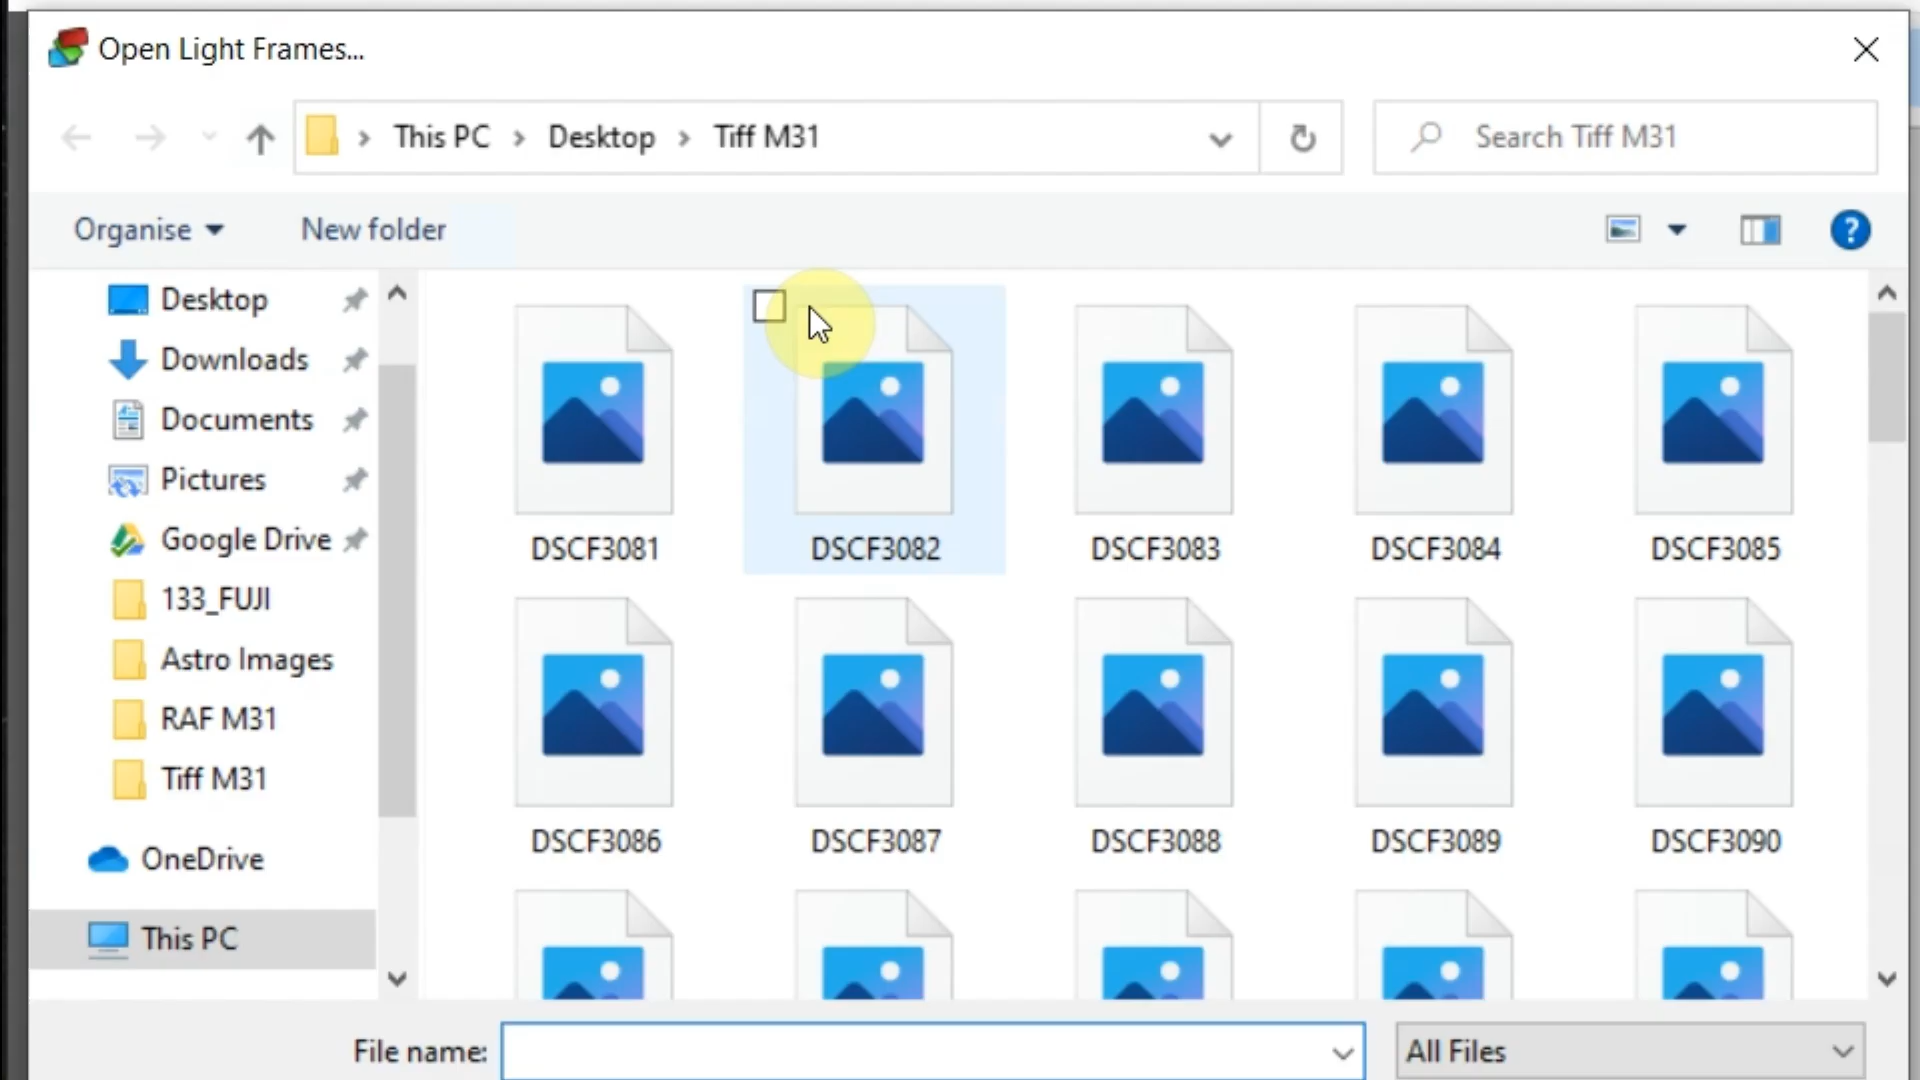 Open Light Frames...
This PC > Desktop > Tiff M31
Search Tiff M31
Organise
New folder
?
Desktop
Downloads
Documents
Pictures
Google Drive
133_FUJI
Astro Images
RAF M31
Tiff M31
OneDrive
This PC
DSCF3081 DSCF3082 DSCF3083 DSCF3084 DSCF3085
DSCF3086 DSCF3087 DSCF3088 DSCF3089 DSCF3090
File name:
All Files